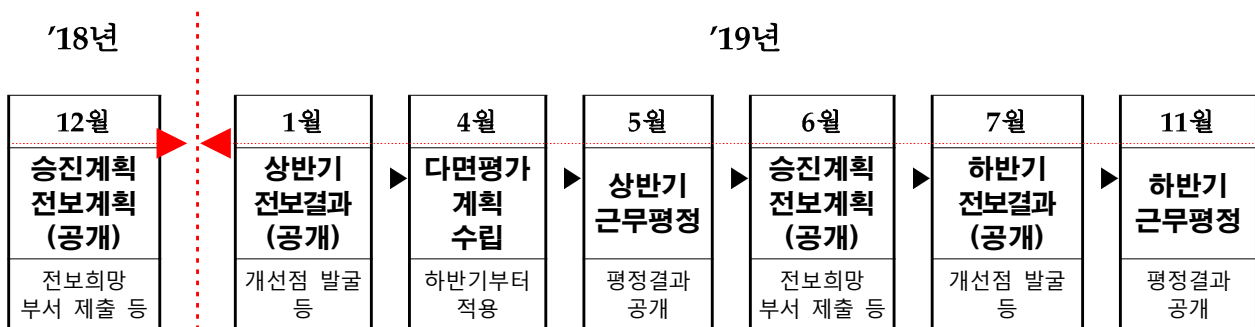 ’18년
’19년
12월
승진계획
전보계획
(공개)
전보희망
부서 제출 등
1월
상반기
전보결과
(공개)
개선점 발굴
등
4월
다면평가
계획
수립
하반기부터
적용
5월
상반기
근무평정
평정결과
공개
6월
승진계획
전보계획
(공개)
전보희망
부서 제출 등
7월
하반기
전보결과
(공개)
개선점 발굴
등
11월
하반기
근무평정
평정결과
공개